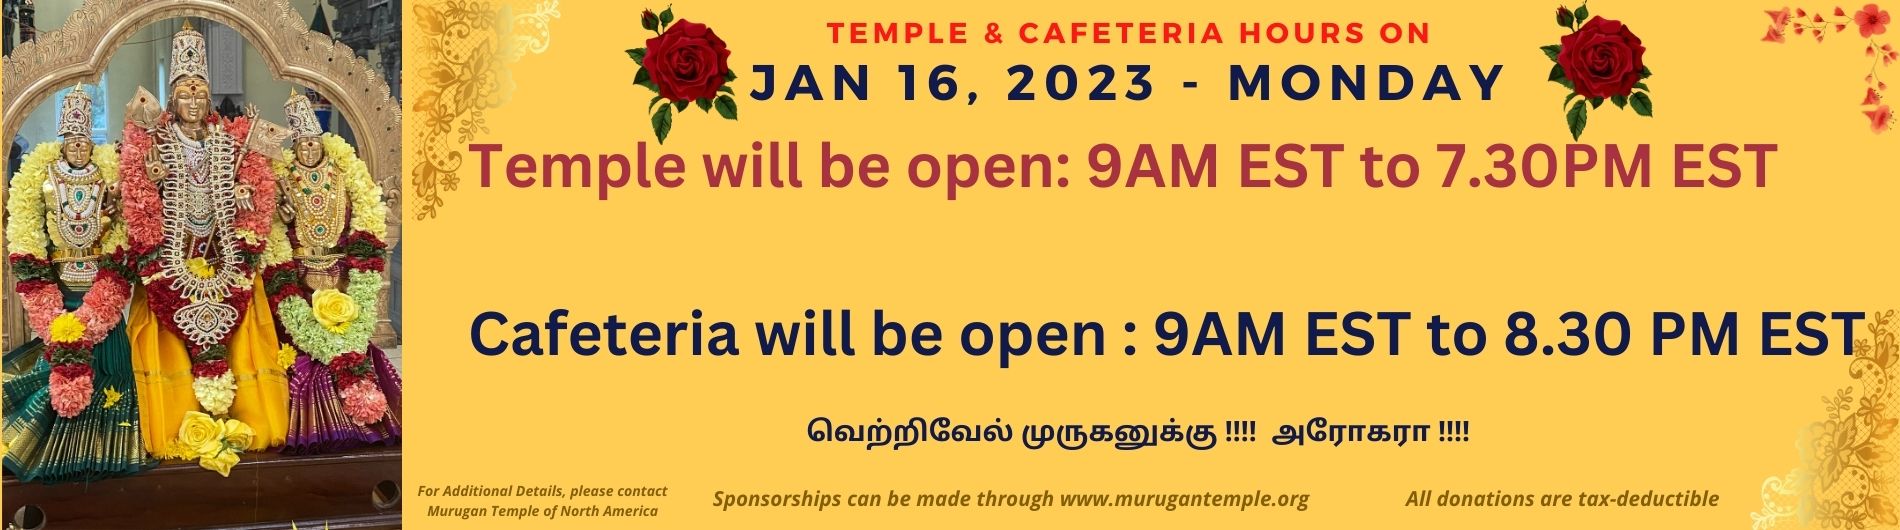 TEMPLE & CAFETERIA HOURS ON
JAN 16, 2023 - MONDAY
Temple will be open: 9AM EST to 7.30PM EST
Cafeteria will be open : 9AM EST to 8.30 PM EST
வெற்றிவேல் முருகனுக்கு !!!! அரோகரா !!!!
For Additional Details, please contact
Murugan Temple of North America
Sponsorships can be made through www.murugantemple.org
All donations are tax-deductible